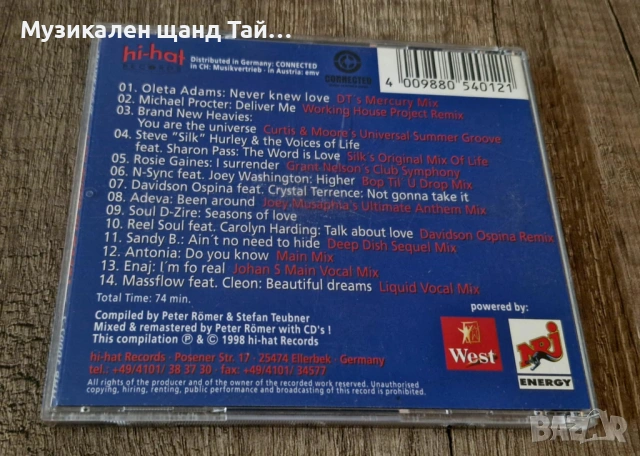 Музикален щанд Тай...
hi-hat
RECORDS
Distributed in Germany: CONNECTED
in CH: Musikvertrieb · in Austria: emv
CONNECTED
4 009880 540121
01. Oleta Adams: Never knew love DT's Mercury Mix
02. Michael Procter: Deliver Me Working House Project Remix
03. Brand New Heavies:
You are the universe Curtis & Moore's Universal Summer Groove
04. Steve "Silk" Hurley & the Voices of Life
feat. Sharon Pass: The Word is Love Silk's Original Mix Of Life
05. Rosie Gaines: I surrender Grant Nelson's Club Symphony
06. N-Sync feat. Joey Washington: Higher Bop Til U Drop Mix
07. Davidson Ospina feat. Crystal Terrence: Not gonna take it
08. Adeva: Been around Joey Musaphia's Ultimate Anthem Mix
09. Soul D-Zire: Seasons of love
10. Reel Soul feat. Carolyn Harding: Talk about love Davidson Ospina Remix
11. Sandy B.: Ain't no need to hide Deep Dish Sequel Mix
12. Antonia: Do you know Main Mix
13. Enaj: I'm fo real Johan S Main Vocal Mix
14. Massflow feat. Cleon: Beautiful dreams Liquid Vocal Mix
Total Time: 74 min.
Compiled by Peter Römer & Stefan Teubner
Mixed & remastered by Peter Römer with CD's !
This compilation ℗ & © 1998 hi-hat Records
hi-hat Records · Posener Str. 17 · 25474 Ellerbek · Germany
tel.: +49/4101/ 38 37 30 · fax: +49/4101/ 34577
All rights of the producer and of the owner of the recorded work reserved. Unauthorised
copying, hiring, renting, public performance and broadcasting of this record is prohibited.
powered by:
West
NRJ
ENERGY
BAZAR